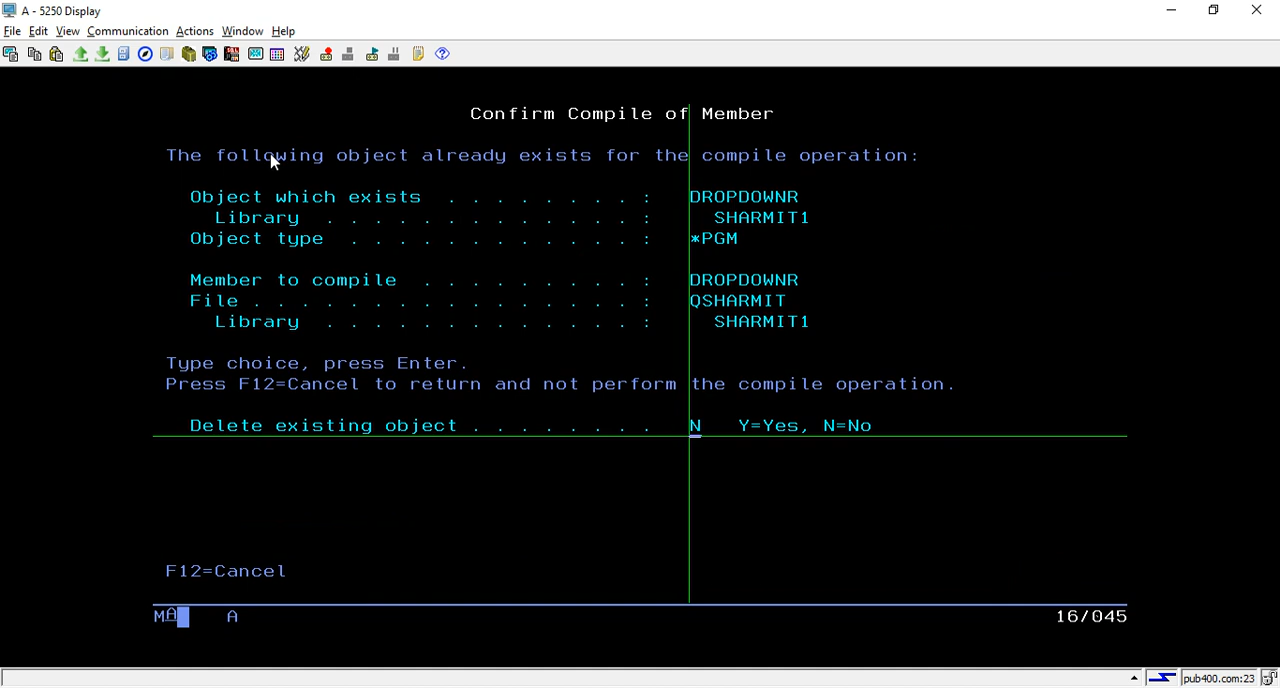 A - 5250 Display
File Edit View Communication Actions Window Help
Confirm Compile of Member
The following object already exists for the compile operation:
Object which exists . . . . . . . . . : DROPDOWNR
Library . . . . . . . . . . . . . . : SHARMIT1
Object type . . . . . . . . . . . . . : *PGM
Member to compile . . . . . . . . . . : DROPDOWNR
File . . . . . . . . . . . . . . . . . : QSHARMIT
Library . . . . . . . . . . . . . . : SHARMIT1
Type choice, press Enter.
Press F12=Cancel to return and not perform the compile operation.
Delete existing object . . . . . . . . N Y=Yes, N=No
F12=Cancel
MA A 16/045
pub400.com:23